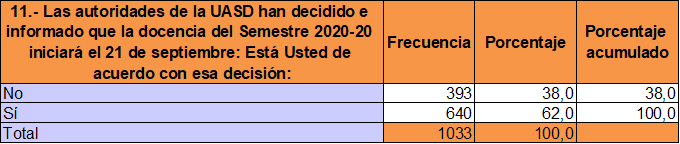 11.- Las autoridades de la UASD han decidido e
informado que la docencia del Semestre 2020-20
iniciará el 21 de septiembre: Está Usted de
acuerdo con esa decisión:
Frecuencia
Porcentaje
Porcentaje
acumulado
No 393 38,0 38,0
Sí 640 62,0 100,0
Total 1033 100,0